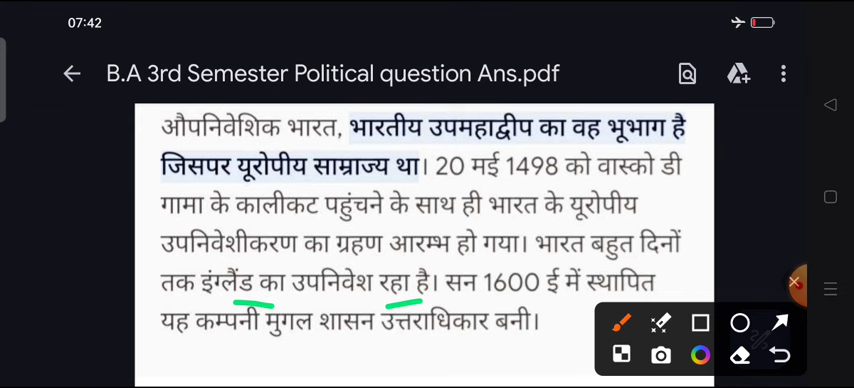 07:42
B.A 3rd Semester Political question Ans.pdf
औपनिवेशिक भारत, भारतीय उपमहाद्वीप का वह भूभाग है
जिसपर यूरोपीय साम्राज्य था। 20 मई 1498 को वास्को डी
गामा के कालीकट पहुंचने के साथ ही भारत के यूरोपीय
उपनिवेशीकरण का ग्रहण आरम्भ हो गया। भारत बहुत दिनों
तक इंग्लैंड का उपनिवेश रहा है। सन 1600 ई में स्थापित
यह कम्पनी मुगल शासन उत्तराधिकार बनी।